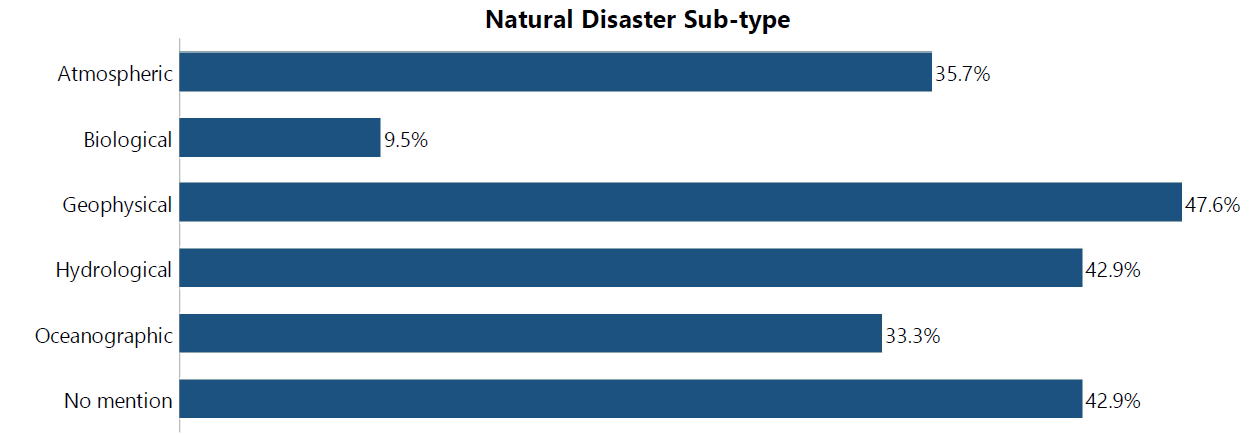 Natural Disaster Sub-type
Atmospheric 35.7%
Biological 9.5%
Geophysical 47.6%
Hydrological 42.9%
Oceanographic 33.3%
No mention 42.9%